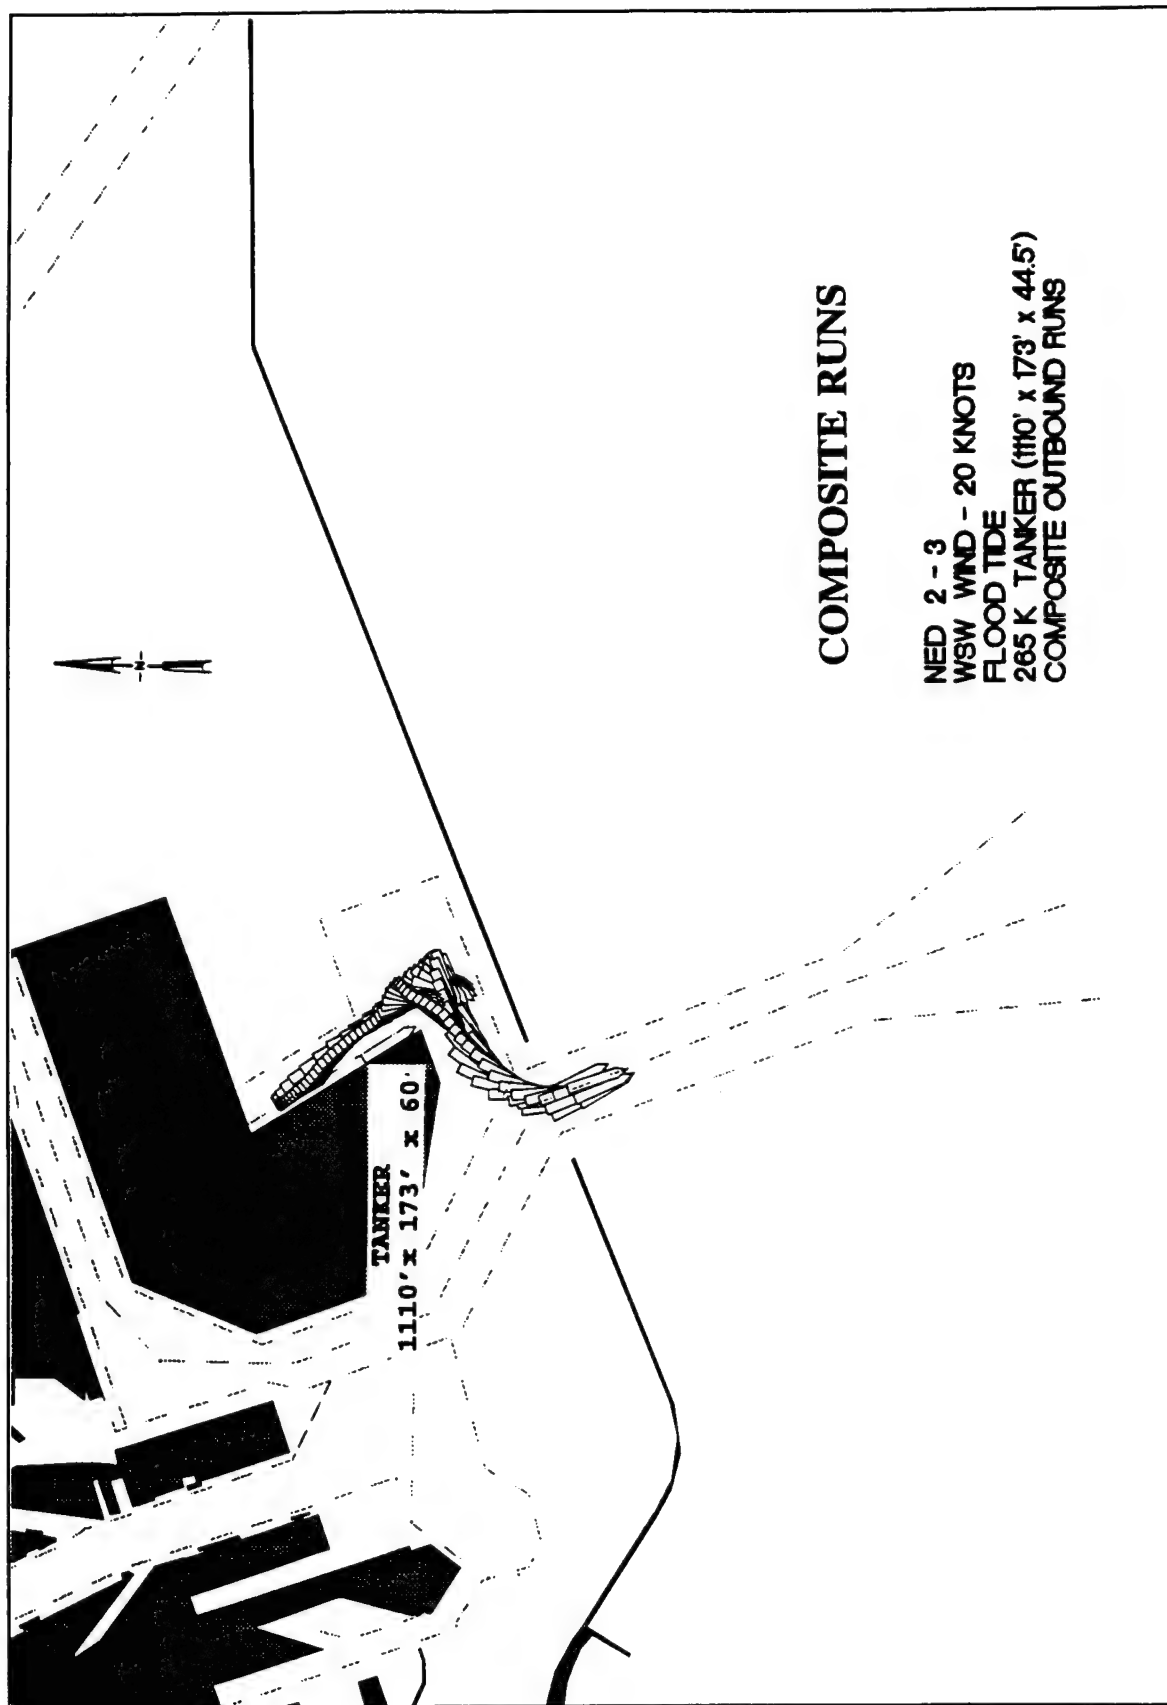 N
TANKER
1110'x 173' x 60'
COMPOSITE RUNS
NED 2 - 3
WSW WIND - 20 KNOTS
FLOOD TIDE
265 K TANKER (1110' x 173' x 44.5')
COMPOSITE OUTBOUND RUNS